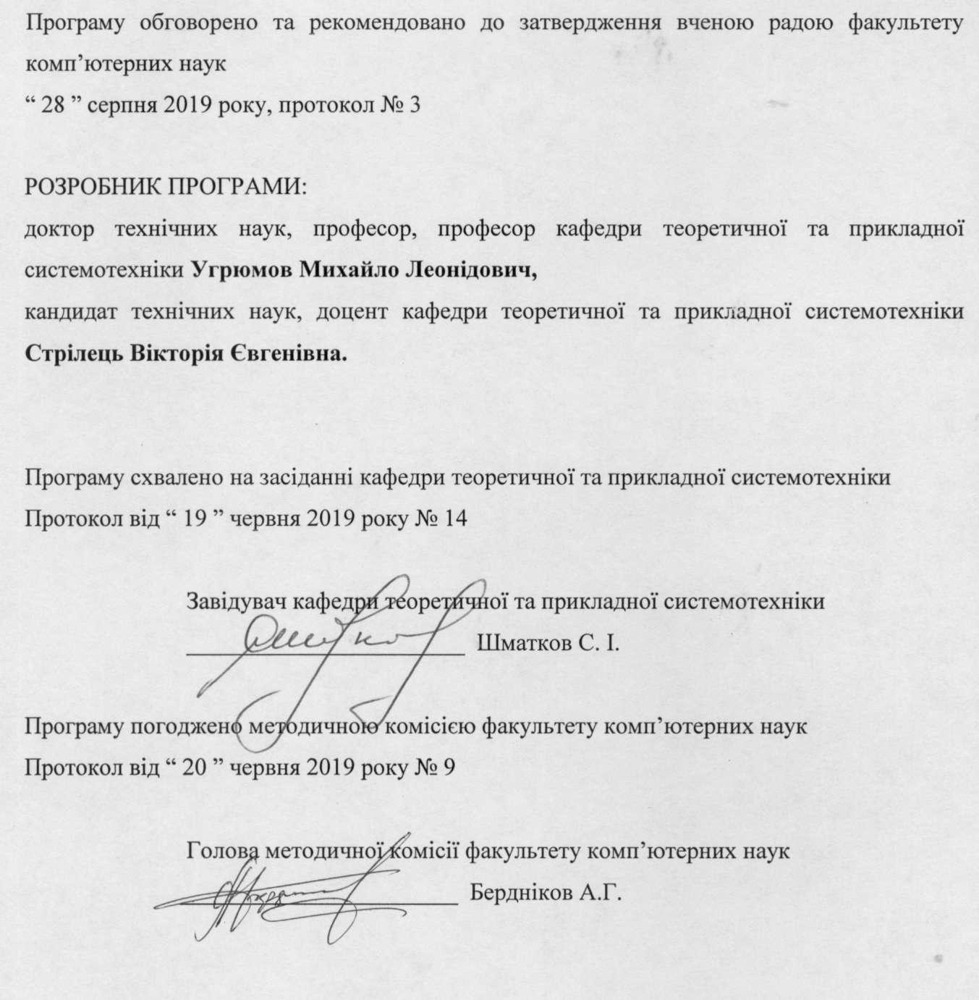 Програму обговорено та рекомендовано до затвердження вченою радою факультету
комп’ютерних наук
“ 28 ” серпня 2019 року, протокол № 3
РОЗРОБНИК ПРОГРАМИ:
доктор технічних наук, професор, професор кафедри теоретичної та прикладної
системотехніки Угрюмов Михайло Леонідович,
кандидат технічних наук, доцент кафедри теоретичної та прикладної системотехніки
Стрілець Вікторія Євгенівна.
Програму схвалено на засіданні кафедри теоретичної та прикладної системотехніки
Протокол від “ 19 ” червня 2019 року № 14
Завідувач кафедри теоретичної та прикладної системотехніки
Шматков С. І.
Програму погоджено методичною комісією факультету комп’ютерних наук
Протокол від “ 20 ” червня 2019 року № 9
Голова методичної комісії факультету комп’ютерних наук
Бердніков А.Г.